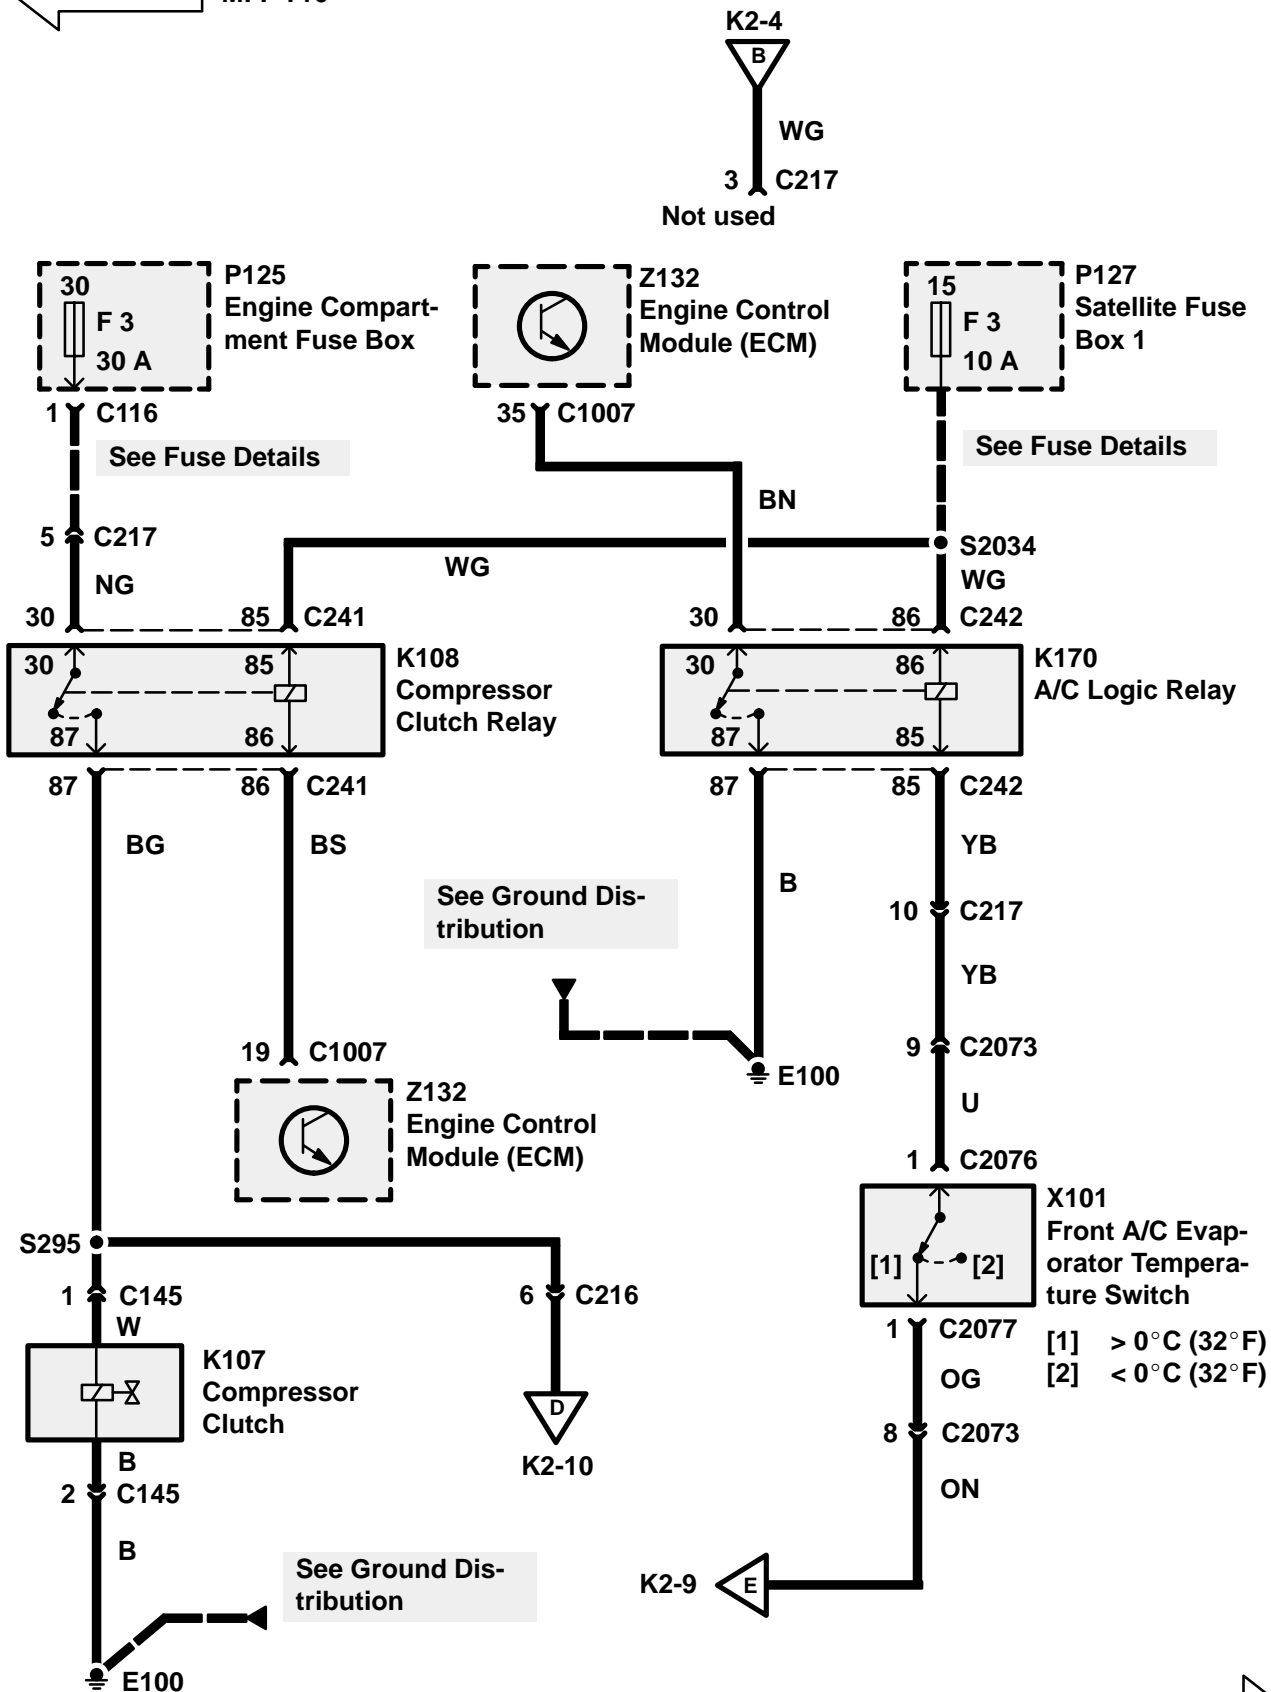 K2-4
B
WG
3 C217
Not used
30
F 3
30 A
P125
Engine Compart-
ment Fuse Box
Z132
Engine Control
Module (ECM)
15
F 3
10 A
P127
Satellite Fuse
Box 1
1 C116
See Fuse Details
35 C1007
See Fuse Details
BN
5 C217
NG
WG
S2034
WG
30 85 C241
30 86 C242
30 85
87 86
K108
Compressor
Clutch Relay
30 86
87 85
K170
A/C Logic Relay
87 86 C241
87 85 C242
BG
BS
B
YB
See Ground Dis-
tribution
10 C217
YB
19 C1007
Z132
Engine Control
Module (ECM)
E100
9 C2073
U
1 C2076
X101
Front A/C Evap-
orator Tempera-
ture Switch
[1] [2]
[1] > 0°C (32°F)
[2] < 0°C (32°F)
S295
1 C145
W
6 C216
K107
Compressor
Clutch
D
K2-10
1 C2077
OG
8 C2073
ON
B
2 C145
B
See Ground Dis-
tribution
K2-9
E
E100